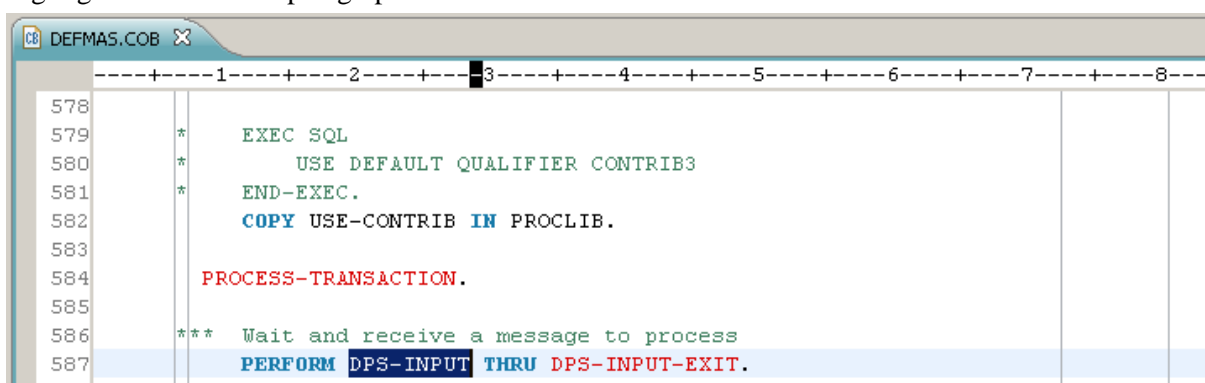 DEFMAS.COB
----+----1----+----2----+----3----+----4----+----5----+----6----+----7----+----8---
578
579 * EXEC SQL
580 * USE DEFAULT QUALIFIER CONTRIB3
581 * END-EXEC.
582 COPY USE-CONTRIB IN PROCLIB.
583
584 PROCESS-TRANSACTION.
585
586 *** Wait and receive a message to process
587 PERFORM DPS-INPUT THRU DPS-INPUT-EXIT.